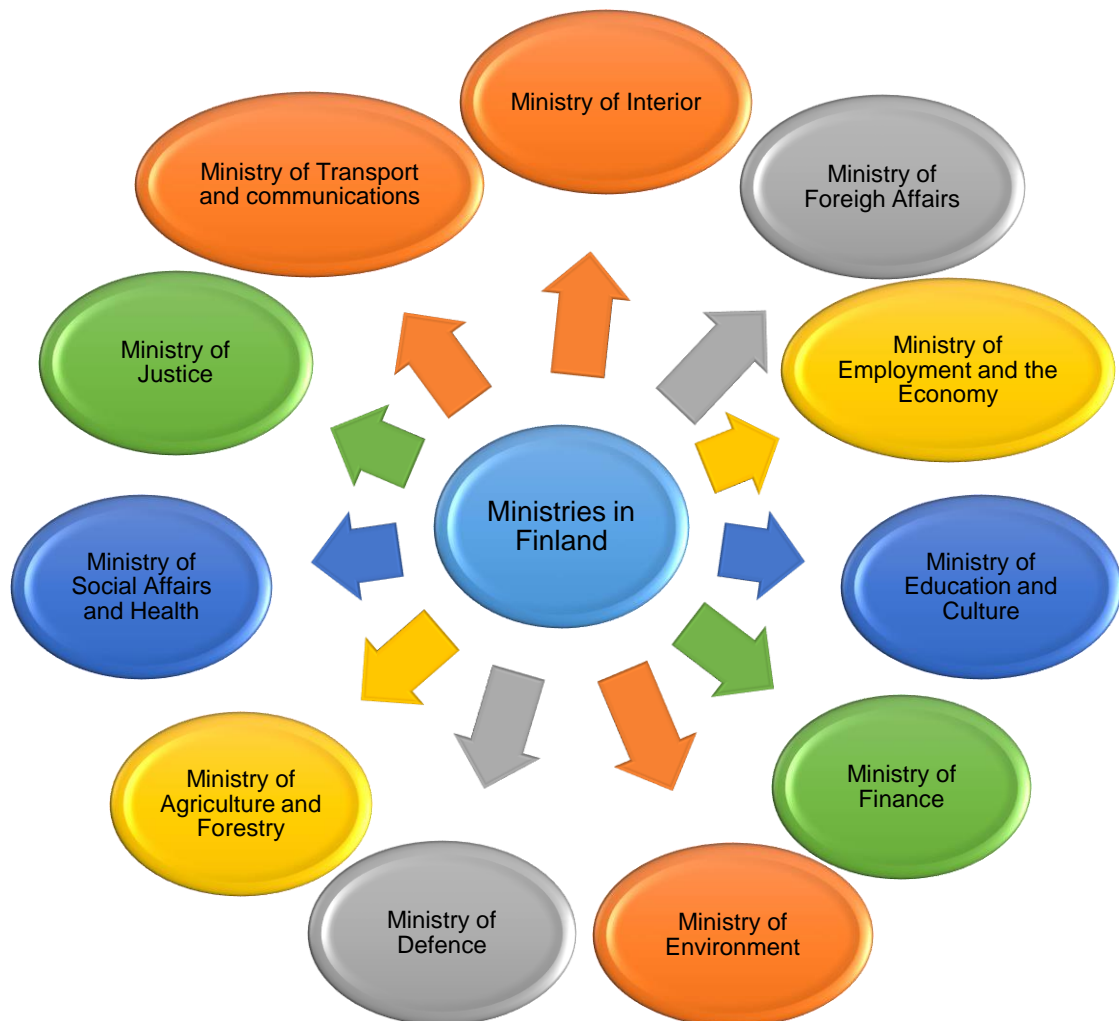 Ministry of Interior
Ministry of
Foreigh Affairs
Ministry of
Employment and the
Economy
Ministry of
Education and
Culture
Ministry of
Finance
Ministry of
Environment
Ministry of
Defence
Ministry of
Agriculture and
Forestry
Ministry of
Social Affairs
and Health
Ministry of
Justice
Ministry of Transport
and communications
Ministries in
Finland